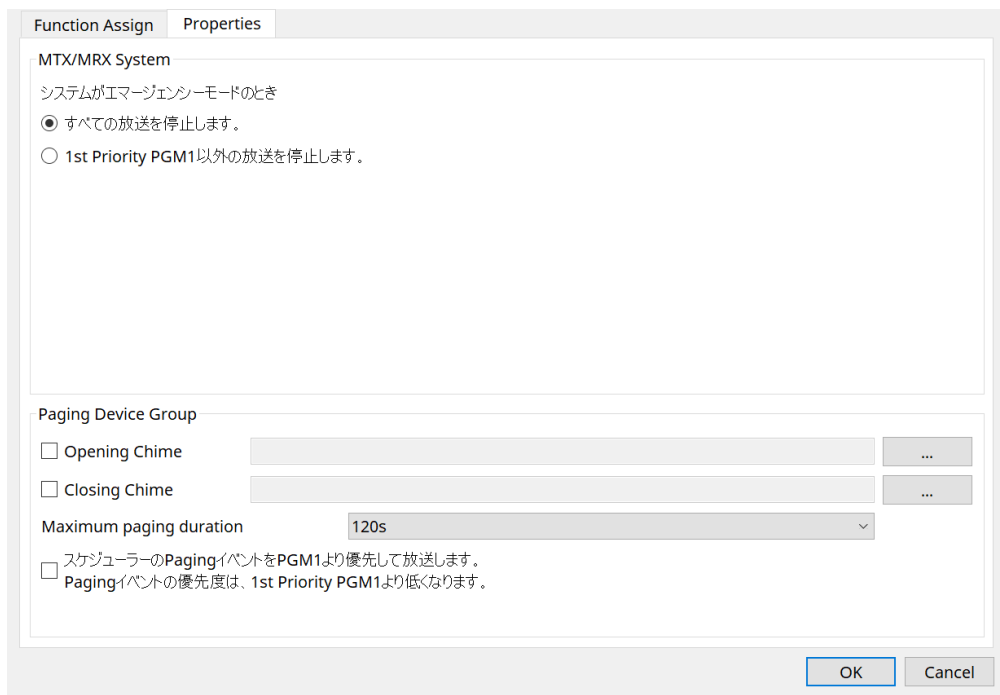 Function Assign
Properties
MTX/MRX System
システムがエマージェンシーモードのとき
すべての放送を停止します。
1st Priority PGM1以外の放送を停止します。
Paging Device Group
Opening Chime
...
Closing Chime
...
Maximum paging duration
120s
スケジューラーのPagingイベントをPGM1より優先して放送します。
Pagingイベントの優先度は、1st Priority PGM1より低くなります。
OK
Cancel